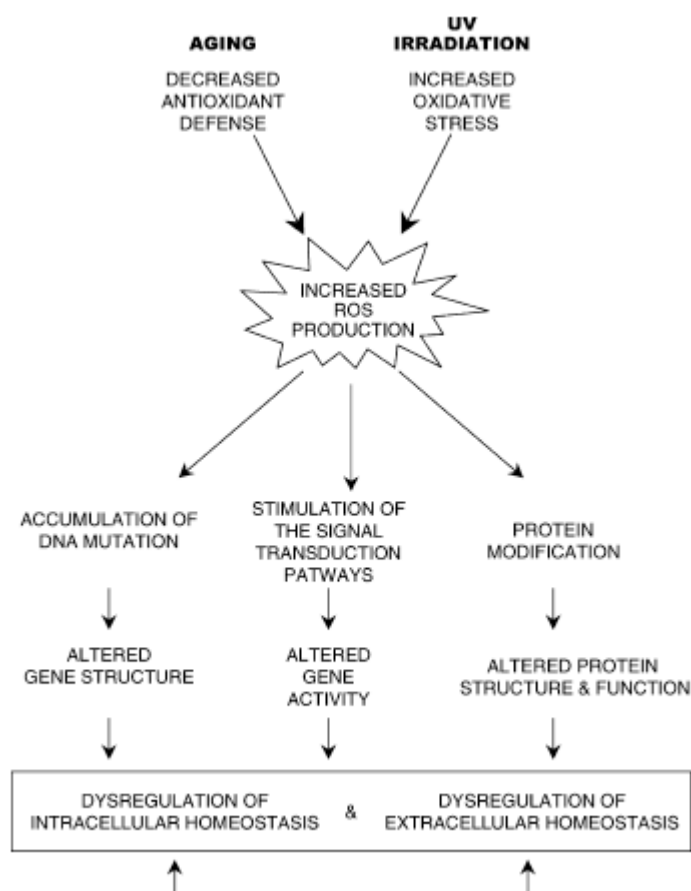 AGING
DECREASED
ANTIOXIDANT
DEFENSE
UV
IRRADIATION
INCREASED
OXIDATIVE
STRESS
INCREASED
ROS
PRODUCTION
ACCUMULATION OF
DNA MUTATION
STIMULATION OF
THE SIGNAL
TRANSDUCTION
PATWAYS
PROTEIN
MODIFICATION
ALTERED
GENE STRUCTURE
ALTERED
GENE
ACTIVITY
ALTERED PROTEIN
STRUCTURE & FUNCTION
DYSREGULATION OF
INTRACELLULAR HOMEOSTASIS
&
DYSREGULATION OF
EXTRACELLULAR HOMEOSTASIS